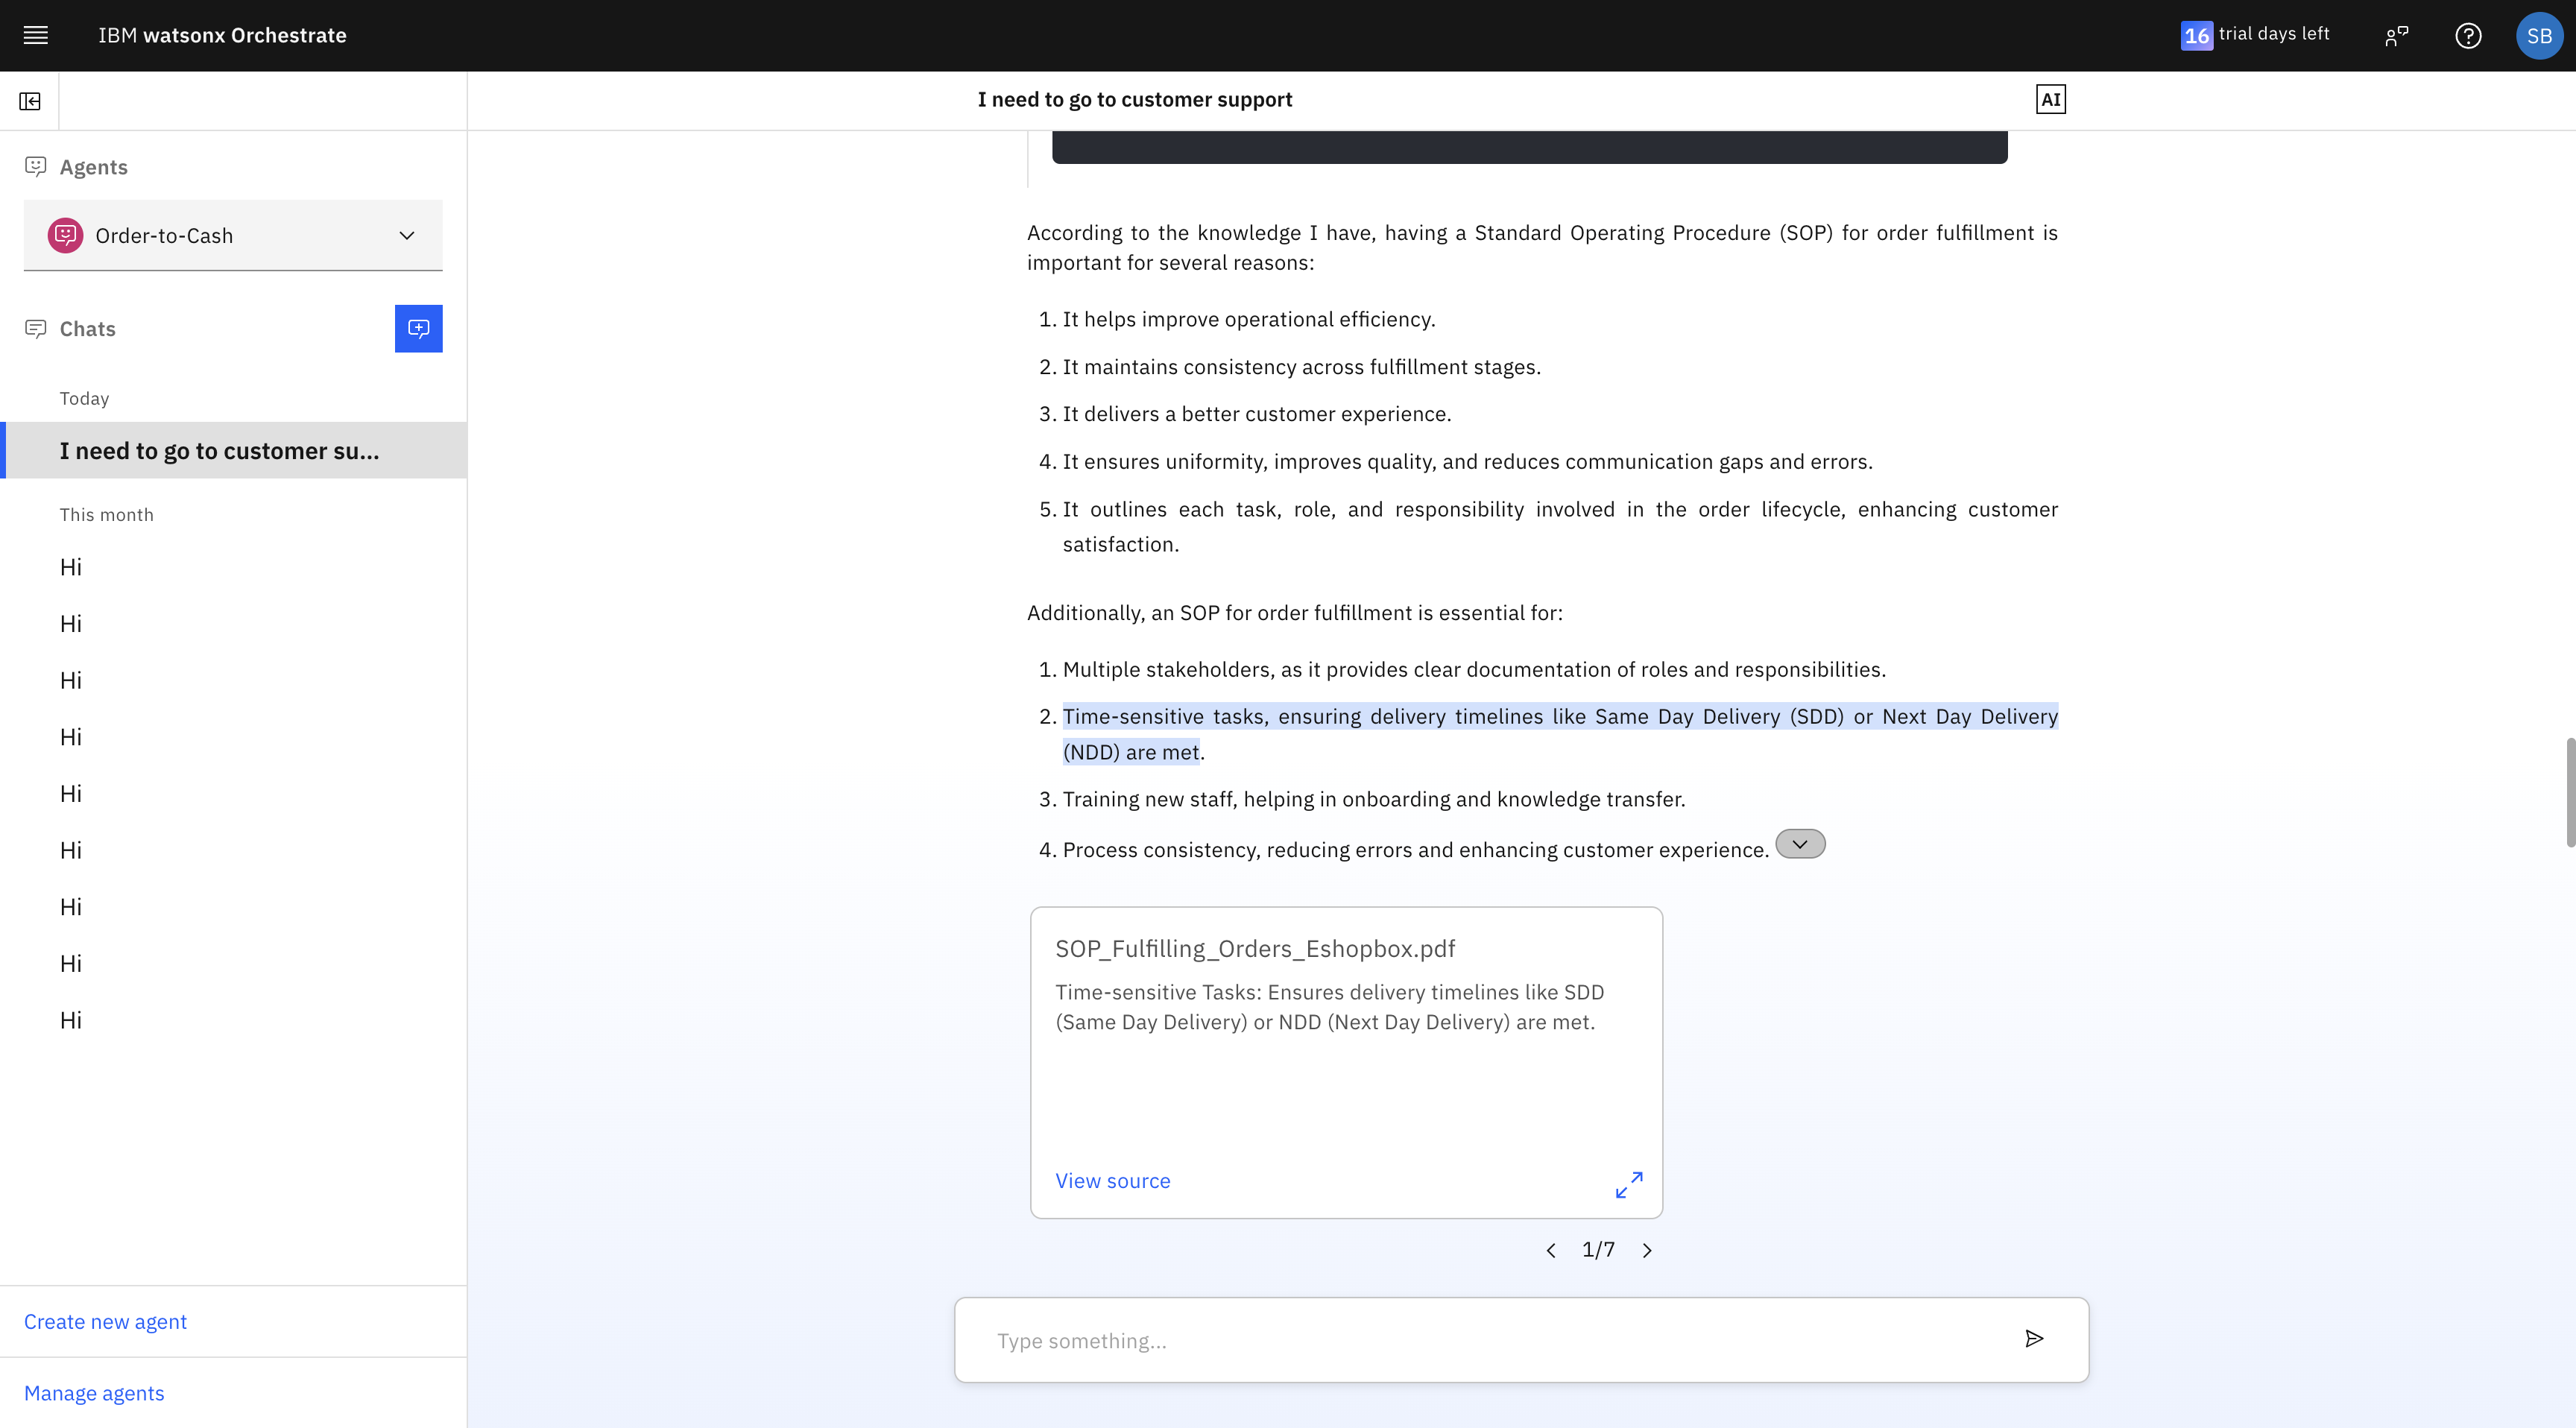 IBM watsonx Orchestrate
16 trial days left
SB
I need to go to customer support
AI
Agents
Order-to-Cash
Chats
Today
I need to go to customer su...
This month
Hi
Hi
Hi
Hi
Hi
Hi
Hi
Hi
Hi
Create new agent
Manage agents
According to the knowledge I have, having a Standard Operating Procedure (SOP) for order fulfillment is
important for several reasons:
1. It helps improve operational efficiency.
2. It maintains consistency across fulfillment stages.
3. It delivers a better customer experience.
4. It ensures uniformity, improves quality, and reduces communication gaps and errors.
5. It outlines each task, role, and responsibility involved in the order lifecycle, enhancing customer
satisfaction.
Additionally, an SOP for order fulfillment is essential for:
1. Multiple stakeholders, as it provides clear documentation of roles and responsibilities.
2. Time-sensitive tasks, ensuring delivery timelines like Same Day Delivery (SDD) or Next Day Delivery
(NDD) are met.
3. Training new staff, helping in onboarding and knowledge transfer.
4. Process consistency, reducing errors and enhancing customer experience.
SOP_Fulfilling_Orders_Eshopbox.pdf
Time-sensitive Tasks: Ensures delivery timelines like SDD
(Same Day Delivery) or NDD (Next Day Delivery) are met.
View source
1/7
Type something...